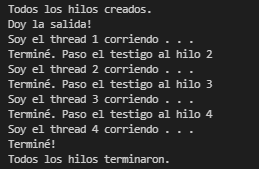 Todos los hilos creados.
Doy la salida!
Soy el thread 1 corriendo . . .
Terminé. Paso el testigo al hilo 2
Soy el thread 2 corriendo . . .
Terminé. Paso el testigo al hilo 3
Soy el thread 3 corriendo . . .
Terminé. Paso el testigo al hilo 4
Soy el thread 4 corriendo . . .
Terminé!
Todos los hilos terminaron.